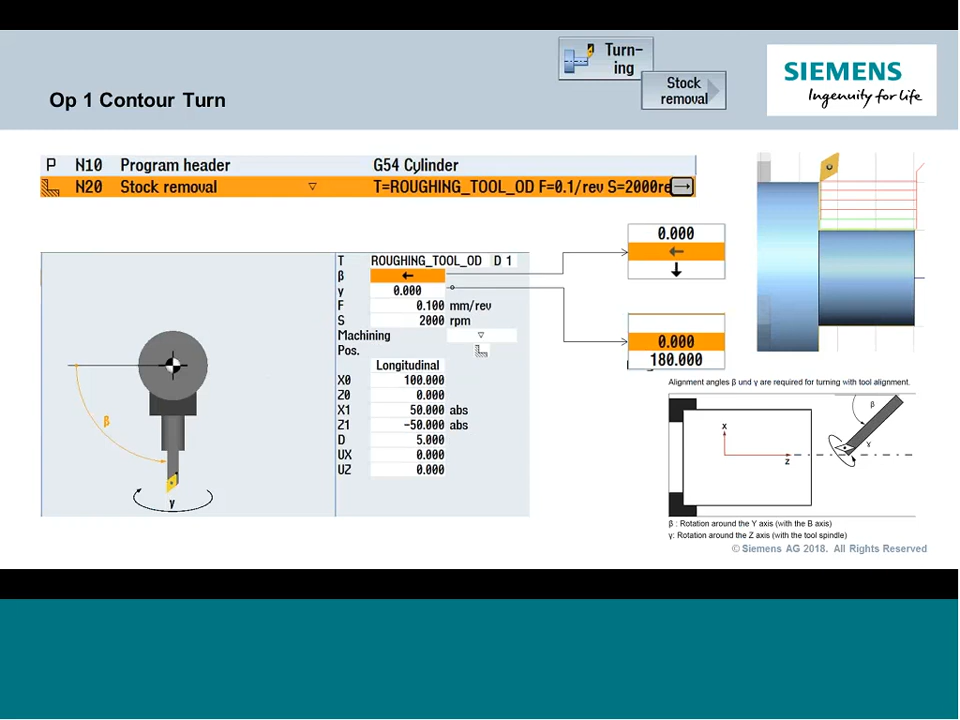 Turn-
ing
Stock
removal
SIEMENS
Ingenuity for life
Op 1 Contour Turn
P N10 Program header G54 Cylinder
N20 Stock removal ▽ T=ROUGHING_TOOL_OD F=0.1/rev S=2000re
T ROUGHING_TOOL_OD D 1
β ←
γ 0.000
F 0.100 mm/rev
S 2000 rpm
Machining ▽
Pos.
Longitudinal
X0 100.000
Z0 0.000
X1 50.000 abs
Z1 -50.000 abs
D 5.000
UX 0.000
UZ 0.000
β
γ
0.000
←
↓
0.000
180.000
Alignment angles β und γ are required for turning with tool alignment.
β
x
γ
z
β : Rotation around the Y axis (with the B axis)
γ: Rotation around the Z axis (with the tool spindle)
© Siemens AG 2018. All Rights Reserved